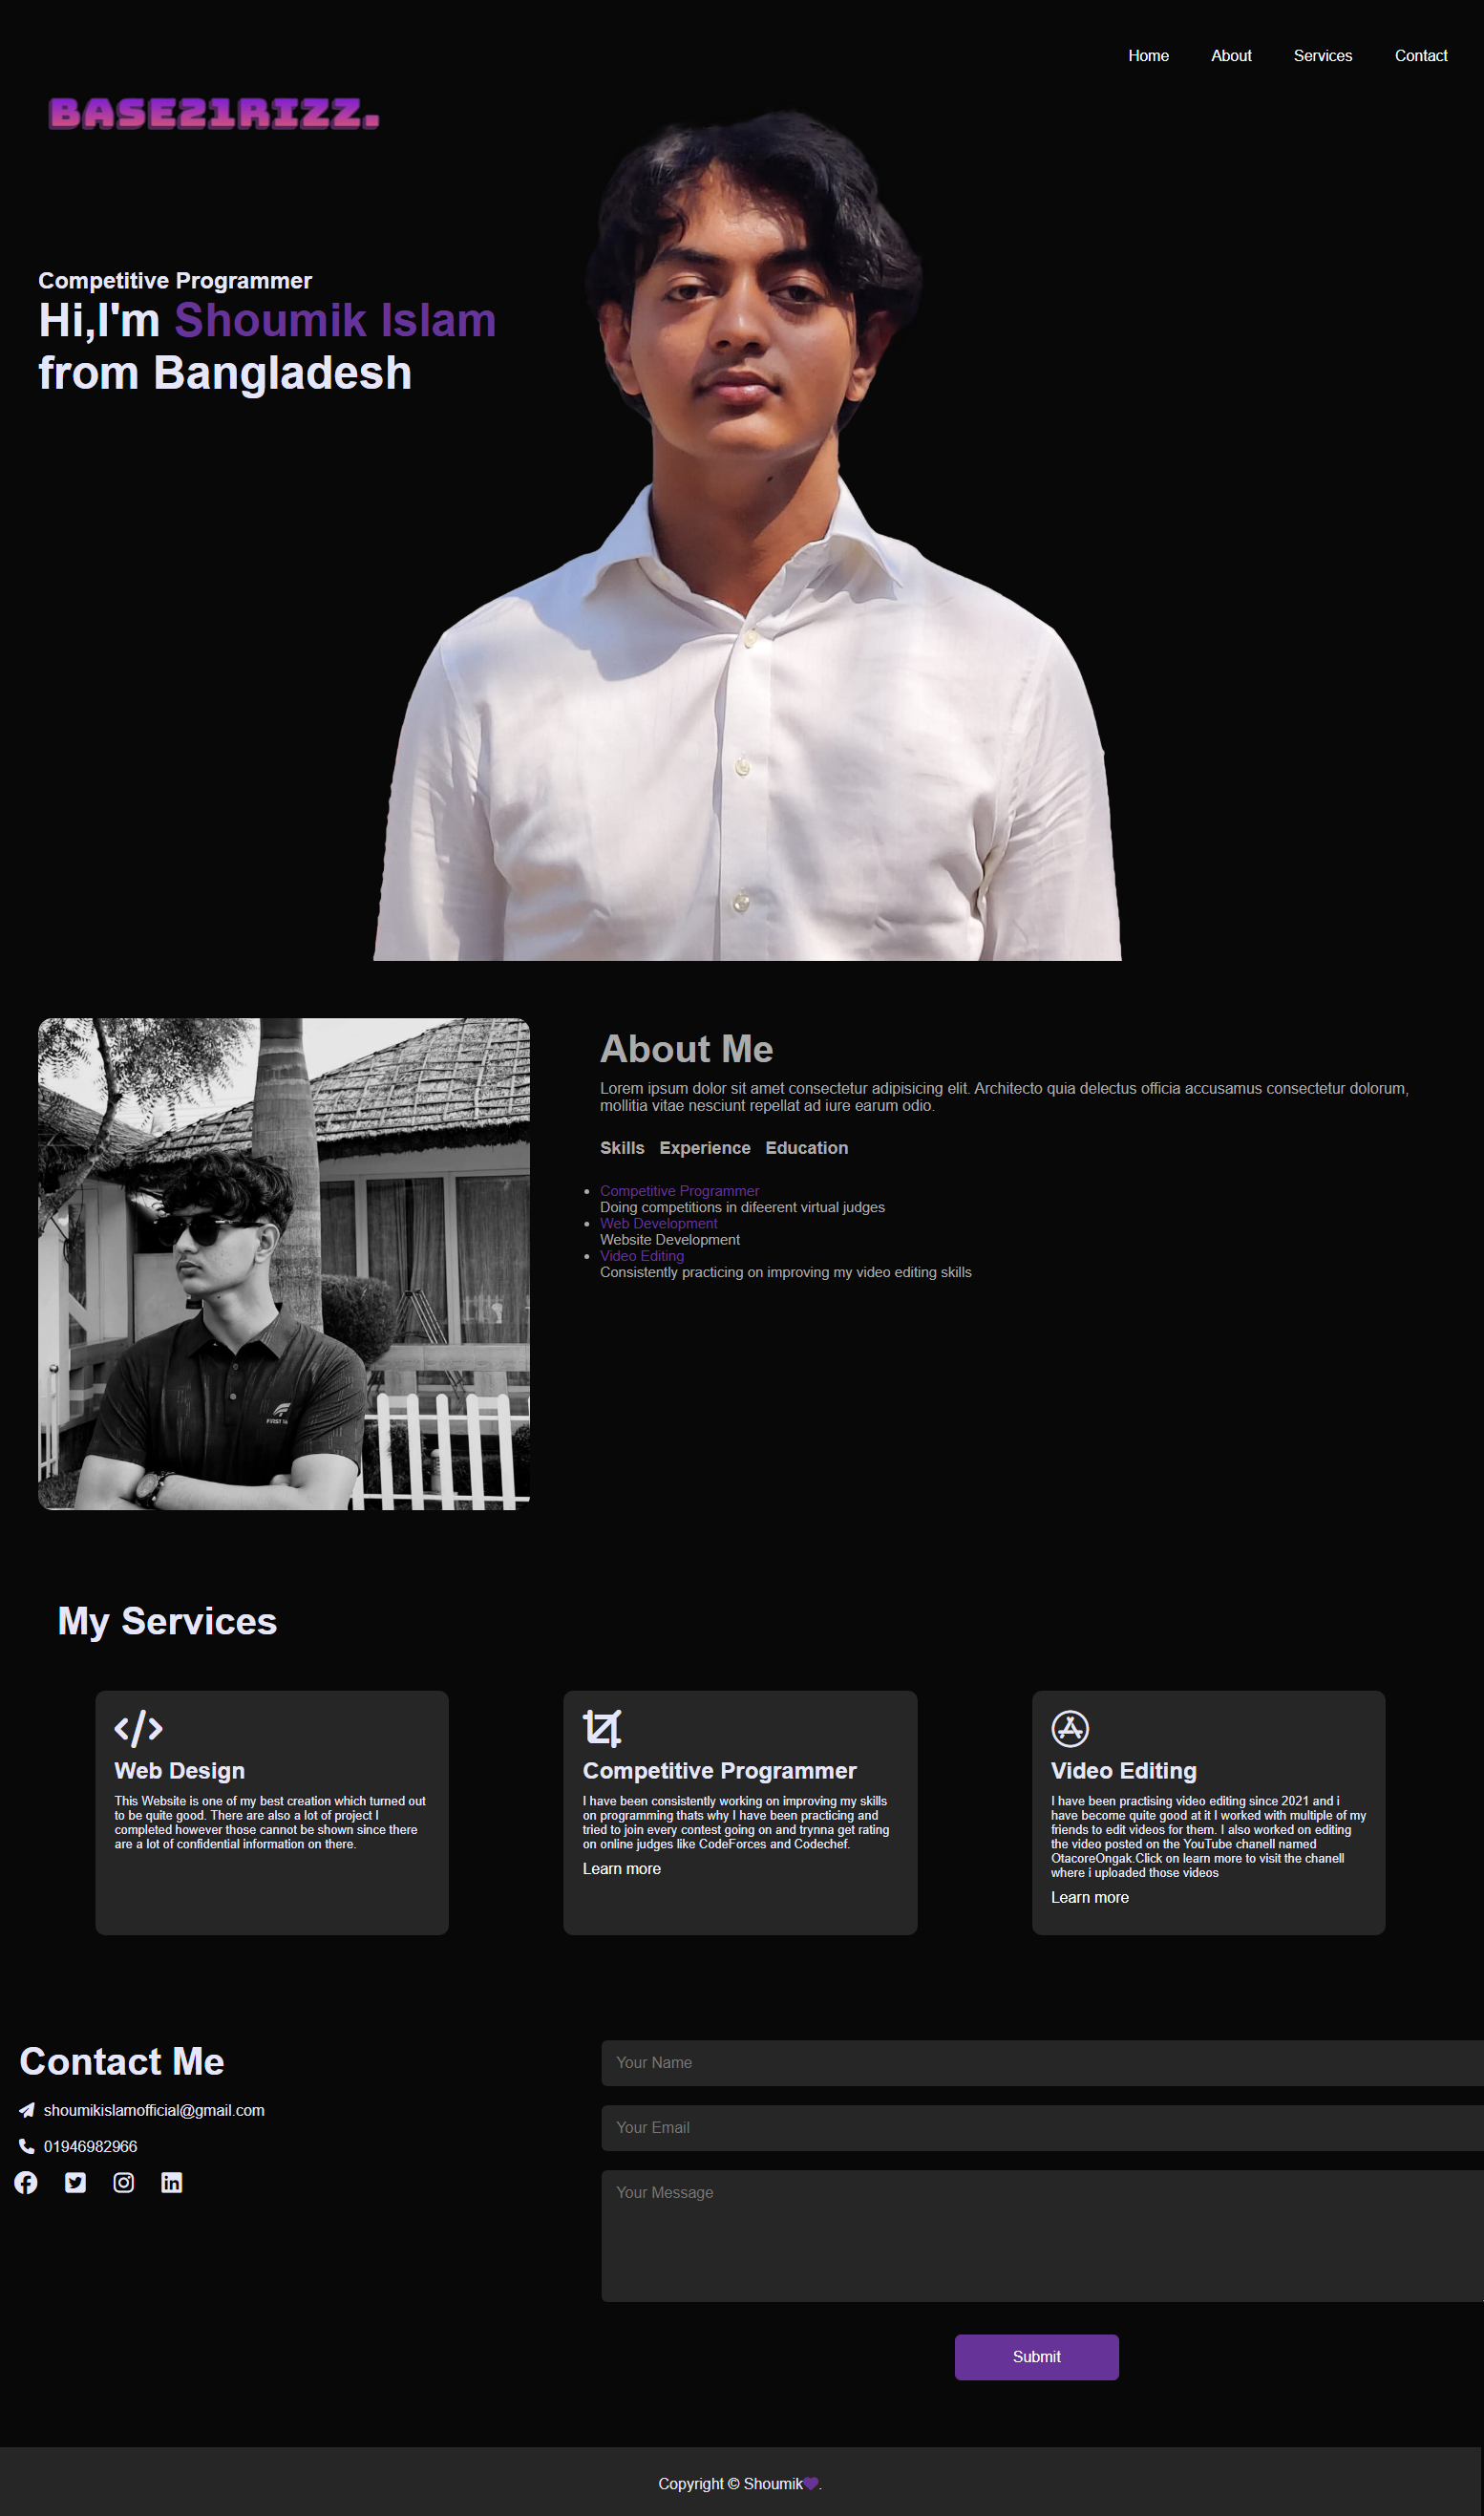 Home About Services Contact
BASE21RIZZ.
Competitive Programmer
Hi,I'm Shoumik Islam
from Bangladesh
About Me
Lorem ipsum dolor sit amet consectetur adipisicing elit. Architecto quia delectus officia accusamus consectetur dolorum,
mollitia vitae nesciunt repellat ad iure earum odio.
Skills Experience Education
Competitive Programmer
Doing competitions in difeerent virtual judges
Web Development
Website Development
Video Editing
Consistently practicing on improving my video editing skills
FIRST
My Services
Web Design
This Website is one of my best creation which turned out
to be quite good. There are also a lot of project I
completed however those cannot be shown since there
are a lot of confidential information on there.
Competitive Programmer
I have been consistently working on improving my skills
on programming thats why I have been practicing and
tried to join every contest going on and trynna get rating
on online judges like CodeForces and Codechef.
Learn more
Video Editing
I have been practising video editing since 2021 and i
have become quite good at it I worked with multiple of my
friends to edit videos for them. I also worked on editing
the video posted on the YouTube chanell named
OtacoreOngak.Click on learn more to visit the chanell
where i uploaded those videos
Learn more
Contact Me
shoumikislamofficial@gmail.com
01946982966
Your Name
Your Email
Your Message
Submit
Copyright © Shoumik💜.